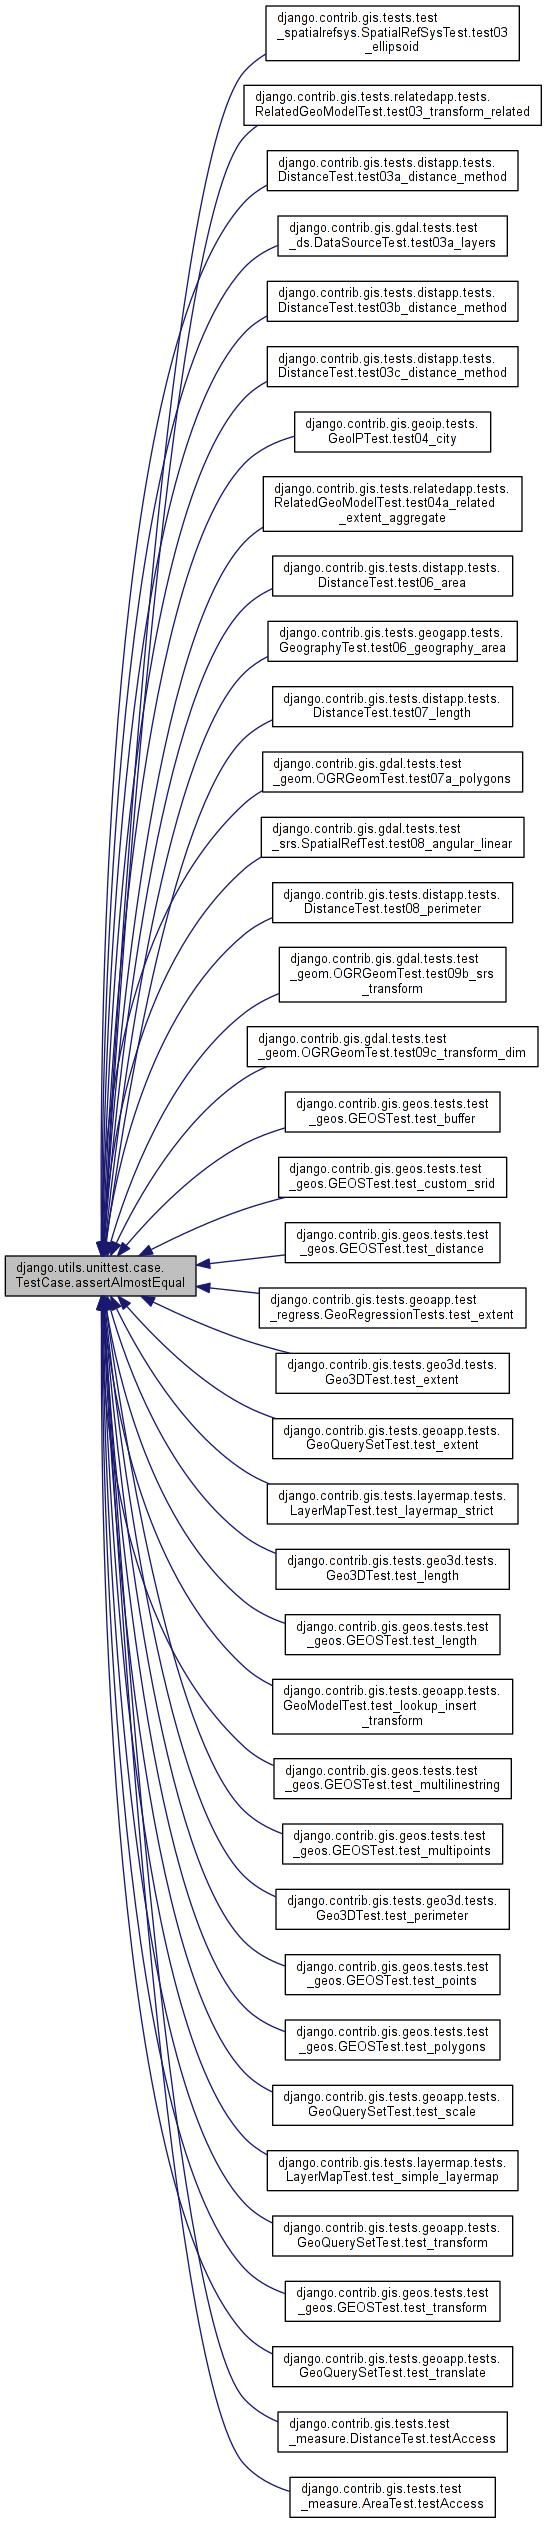 django.contrib.gis.tests.test
_spatialrefsys.SpatialRefSysTest.test03
_ellipsoid
django.contrib.gis.tests.relatedapp.tests.
RelatedGeoModelTest.test03_transform_related
django.contrib.gis.tests.distapp.tests.
DistanceTest.test03a_distance_method
django.contrib.gis.gdal.tests.test
_ds.DataSourceTest.test03a_layers
django.contrib.gis.tests.distapp.tests.
DistanceTest.test03b_distance_method
django.contrib.gis.tests.distapp.tests.
DistanceTest.test03c_distance_method
django.contrib.gis.geoip.tests.
GeoIPTest.test04_city
django.contrib.gis.tests.relatedapp.tests.
RelatedGeoModelTest.test04a_related
_extent_aggregate
django.contrib.gis.tests.distapp.tests.
DistanceTest.test06_area
django.contrib.gis.tests.geogapp.tests.
GeographyTest.test06_geography_area
django.contrib.gis.tests.distapp.tests.
DistanceTest.test07_length
django.contrib.gis.gdal.tests.test
_geom.OGRGeomTest.test07a_polygons
django.contrib.gis.gdal.tests.test
_srs.SpatialRefTest.test08_angular_linear
django.contrib.gis.tests.distapp.tests.
DistanceTest.test08_perimeter
django.contrib.gis.gdal.tests.test
_geom.OGRGeomTest.test09b_srs
_transform
django.contrib.gis.gdal.tests.test
_geom.OGRGeomTest.test09c_transform_dim
django.contrib.gis.geos.tests.test
_geos.GEOSTest.test_buffer
django.contrib.gis.geos.tests.test
_geos.GEOSTest.test_custom_srid
django.contrib.gis.geos.tests.test
_geos.GEOSTest.test_distance
django.utils.unittest.case.
TestCase.assertAlmostEqual
django.contrib.gis.tests.geoapp.test
_regress.GeoRegressionTests.test_extent
django.contrib.gis.tests.geo3d.tests.
Geo3DTest.test_extent
django.contrib.gis.tests.geoapp.tests.
GeoQuerySetTest.test_extent
django.contrib.gis.tests.layermap.tests.
LayerMapTest.test_layermap_strict
django.contrib.gis.tests.geo3d.tests.
Geo3DTest.test_length
django.contrib.gis.geos.tests.test
_geos.GEOSTest.test_length
django.contrib.gis.tests.geoapp.tests.
GeoModelTest.test_lookup_insert
_transform
django.contrib.gis.geos.tests.test
_geos.GEOSTest.test_multilinestring
django.contrib.gis.geos.tests.test
_geos.GEOSTest.test_multipoints
django.contrib.gis.tests.geo3d.tests.
Geo3DTest.test_perimeter
django.contrib.gis.geos.tests.test
_geos.GEOSTest.test_points
django.contrib.gis.geos.tests.test
_geos.GEOSTest.test_polygons
django.contrib.gis.tests.geoapp.tests.
GeoQuerySetTest.test_scale
django.contrib.gis.tests.layermap.tests.
LayerMapTest.test_simple_layermap
django.contrib.gis.tests.geoapp.tests.
GeoQuerySetTest.test_transform
django.contrib.gis.geos.tests.test
_geos.GEOSTest.test_transform
django.contrib.gis.tests.geoapp.tests.
GeoQuerySetTest.test_translate
django.contrib.gis.tests.test
_measure.DistanceTest.testAccess
django.contrib.gis.tests.test
_measure.AreaTest.testAccess